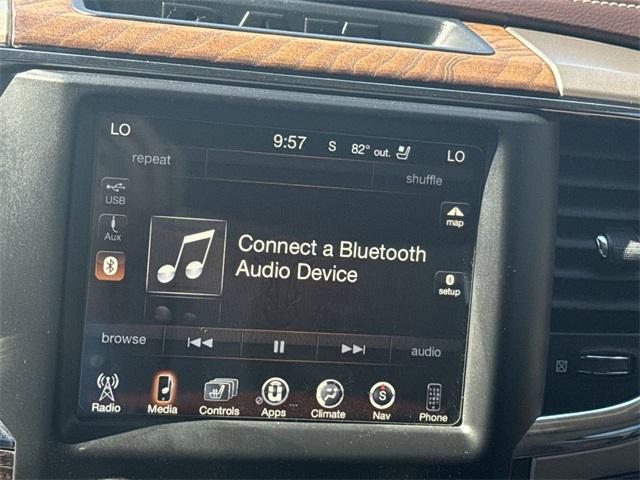 LO 9:57 S 82° out. LO
repeat shuffle
USB
Aux
map
Connect a Bluetooth
Audio Device
setup
browse audio
Radio Media Controls Apps Climate Nav Phone